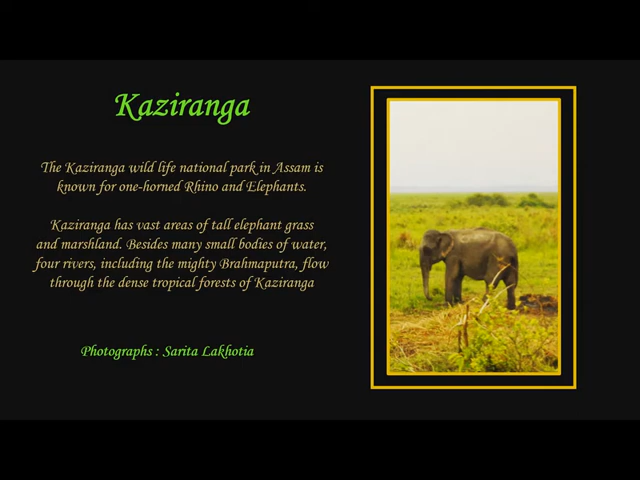 Kaziranga
The Kaziranga wild life national park in Assam is
known for one-horned Rhino and Elephants.
Kaziranga has vast areas of tall elephant grass
and marshland. Besides many small bodies of water,
four rivers, including the mighty Brahmaputra, flow
through the dense tropical forests of Kaziranga
Photographs : Sarita Lakhotia